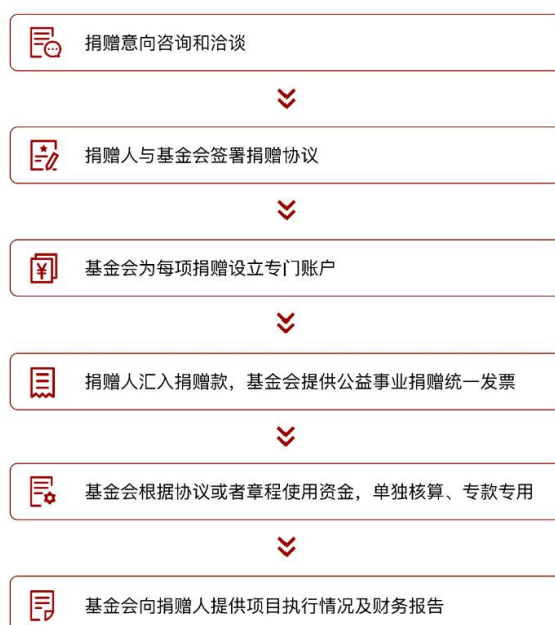 捐赠意向咨询和洽谈
捐赠人与基金会签署捐赠协议
¥
基金会为每项捐赠设立专门账户
捐赠人汇入捐赠款，基金会提供公益事业捐赠统一发票
基金会根据协议或者章程使用资金，单独核算、专款专用
基金会向捐赠人提供项目执行情况及财务报告